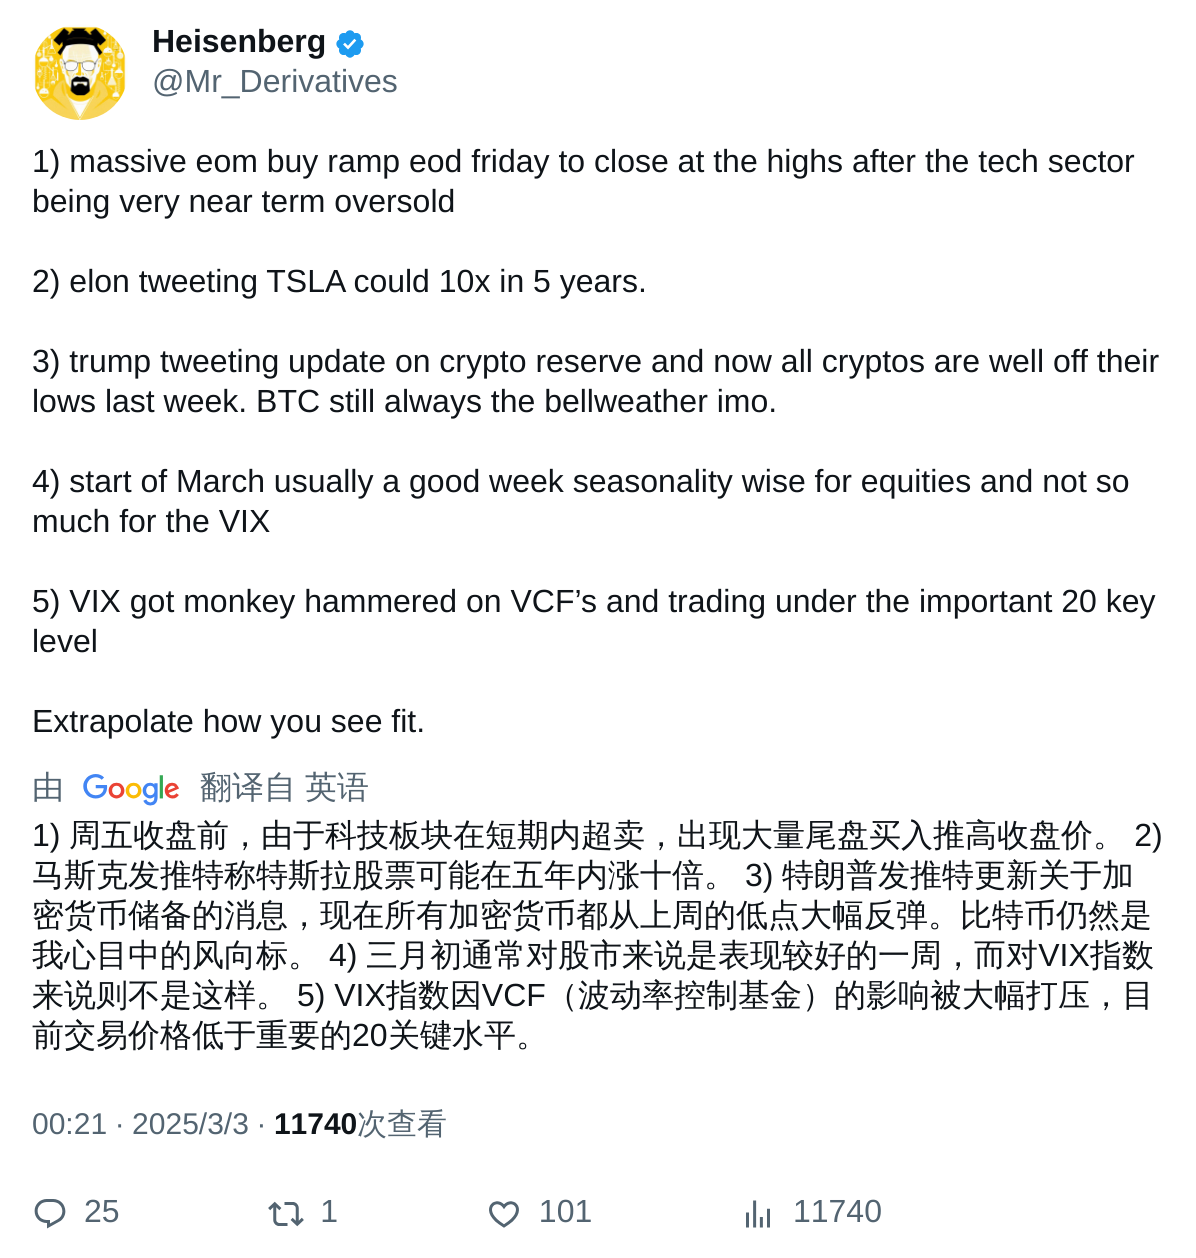 Heisenberg
@Mr_Derivatives
1) massive eom buy ramp eod friday to close at the highs after the tech sector
being very near term oversold
2) elon tweeting TSLA could 10x in 5 years.
3) trump tweeting update on crypto reserve and now all cryptos are well off their
lows last week. BTC still always the bellweather imo.
4) start of March usually a good week seasonality wise for equities and not so
much for the VIX
5) VIX got monkey hammered on VCF’s and trading under the important 20 key
level
Extrapolate how you see fit.
由 Google 翻译自 英语
1) 周五收盘前，由于科技板块在短期内超卖，出现大量尾盘买入推高收盘价。 2)
马斯克发推特称特斯拉股票可能在五年内涨十倍。 3) 特朗普发推特更新关于加
密货币储备的消息，现在所有加密货币都从上周的低点大幅反弹。比特币仍然是
我心目中的风向标。 4) 三月初通常对股市来说是表现较好的一周，而对VIX指数
来说则不是这样。 5) VIX指数因VCF（波动率控制基金）的影响被大幅打压，目
前交易价格低于重要的20关键水平。
00:21 · 2025/3/3 · 11740次查看
25 1 101 11740